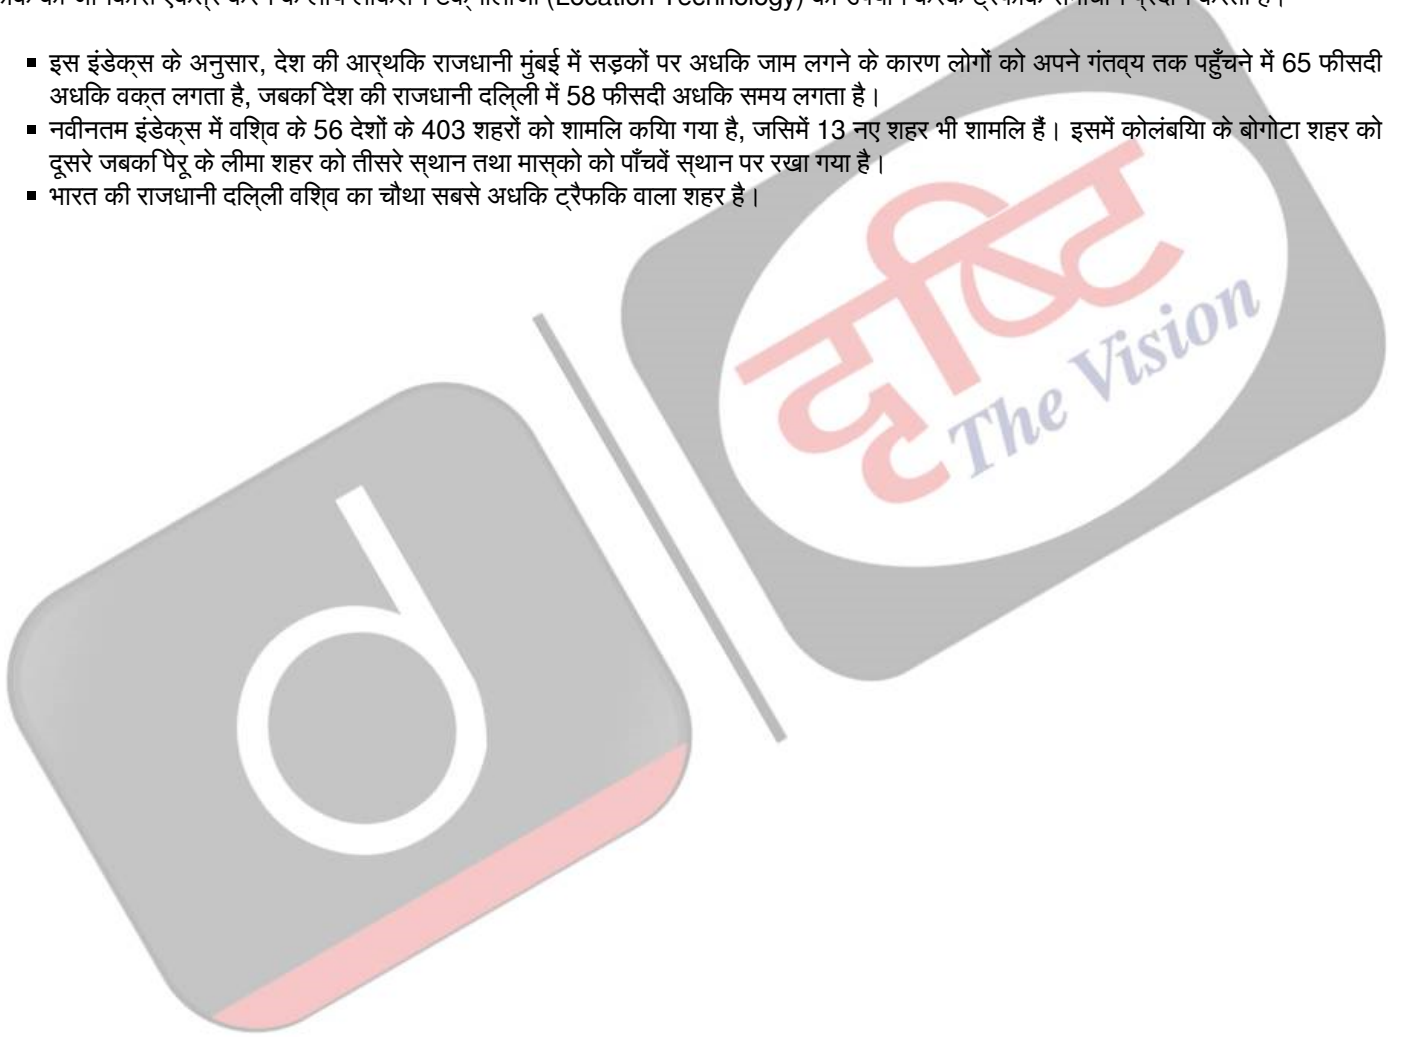 (Location Technology)
▪ इस इंडेक्स के अनुसार, देश की आर्थिक राजधानी मुंबई में सड़कों पर अधिक जाम लगने के कारण लोगों को अपने गंतव्य तक पहुँचने में 65 फीसदी
अधिक वक्त लगता है, जबकि देश की राजधानी दिल्ली में 58 फीसदी अधिक समय लगता है।
▪ नवीनतम इंडेक्स में विश्व के 56 देशों के 403 शहरों को शामिल किया गया है, जिसमें 13 नए शहर भी शामिल हैं। इसमें कोलंबिया के बोगोटा शहर को
दूसरे जबकि पेरू के लीमा शहर को तीसरे स्थान तथा मास्को को पाँचवें स्थान पर रखा गया है।
▪ भारत की राजधानी दिल्ली विश्व का चौथा सबसे अधिक ट्रैफिक वाला शहर है।
दृष्टि
The Vision
d